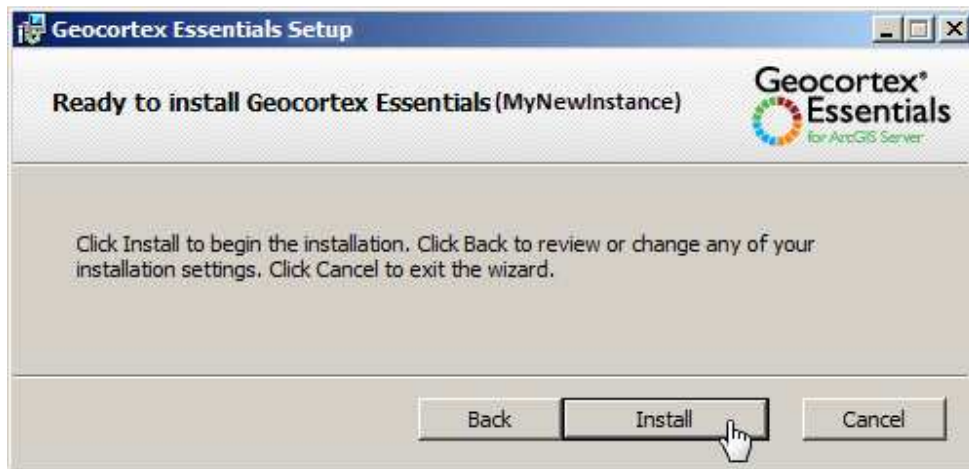 Geocortex Essentials Setup
Ready to install Geocortex Essentials (MyNewInstance)
Geocortex®
Essentials
for ArcGIS Server
Click Install to begin the installation. Click Back to review or change any of your
installation settings. Click Cancel to exit the wizard.
Back Install Cancel